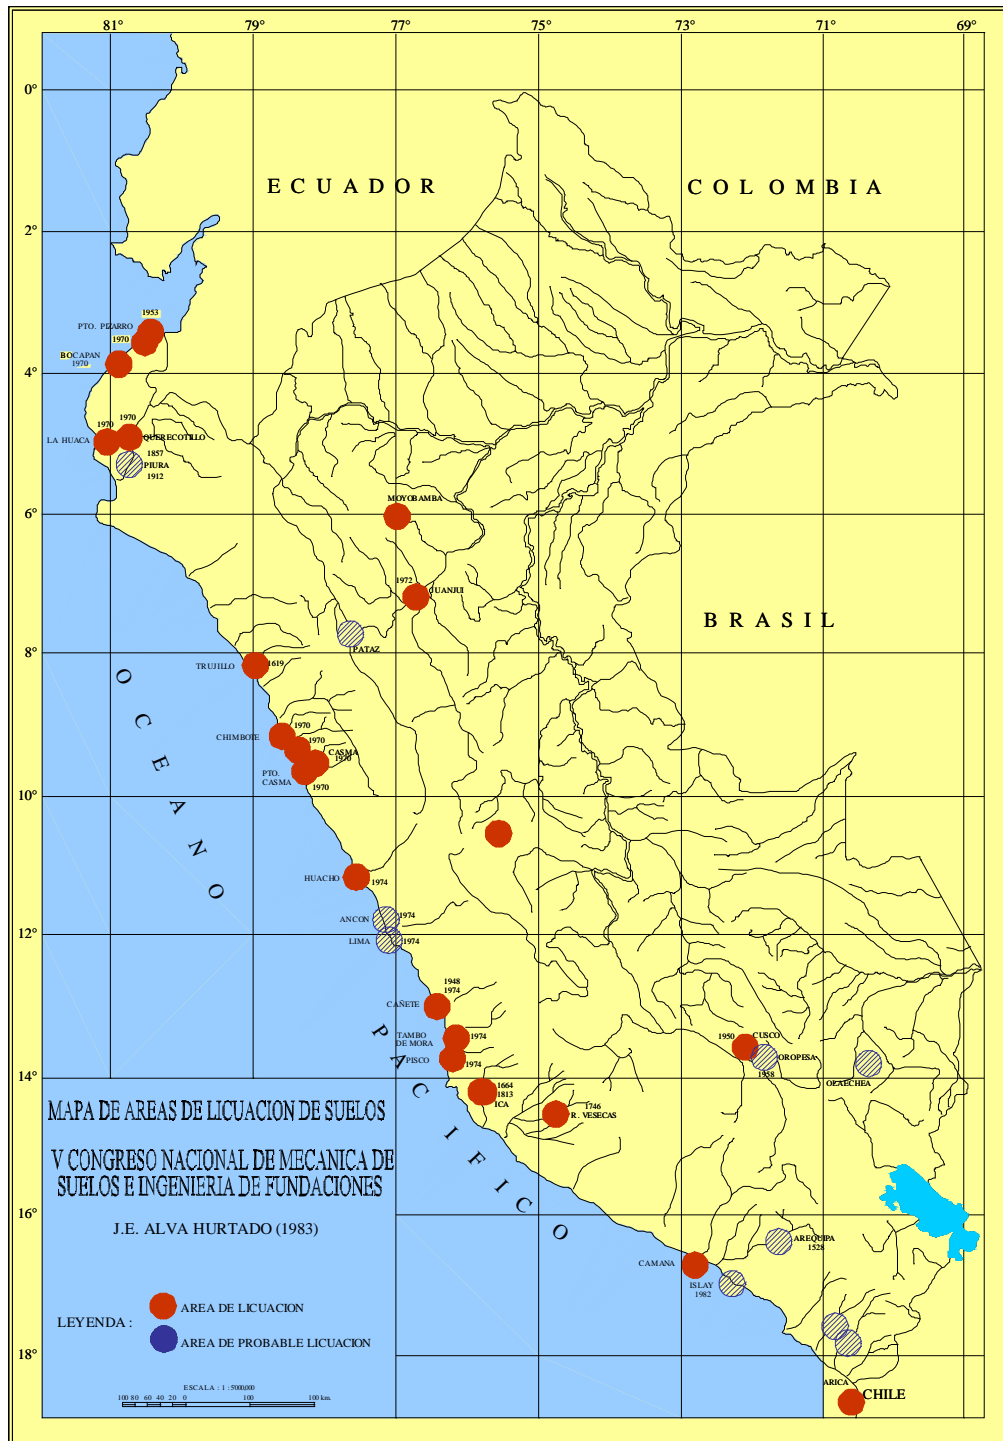 81° 79° 77° 75° 73° 71° 69°
0°
ECUADOR COLOMBIA
2°
1953
PTO. PIZARRO
1970
BOCAPAN
1970
4°
1970
1970
LA HUACA
QUERECOTILLO
1857
PIURA
1912
MOYOBAMBA
6°
1972
JUANJUI
BRASIL
PATAZ
8°
TRUJILLO 1619
OCEANO PACIFICO
1970
CHIMBOTE
1970
CASMA
1970
PTO.
CASMA
1970
10°
HUACHO 1974
ANCON 1974
12°
LIMA 1974
1948
1974
CAÑETE
TAMBO
DE MORA
1974
PISCO
1974
1950 CUSCO
OROPESA
1958
OLAECHEA
14°
1664
1813
ICA
1746
R. VESECAS
MAPA DE AREAS DE LICUACION DE SUELOS
V CONGRESO NACIONAL DE MECANICA DE
SUELOS E INGENIERIA DE FUNDACIONES
J.E. ALVA HURTADO (1983)
16°
AREQUIPA
1528
CAMANA
ISLAY
1982
LEYENDA :
AREA DE LICUACION
AREA DE PROBABLE LICUACION
18°
ARICA
CHILE
ESCALA : 1 : 5'000,000
100 80 60 40 20 0 100 100 km.